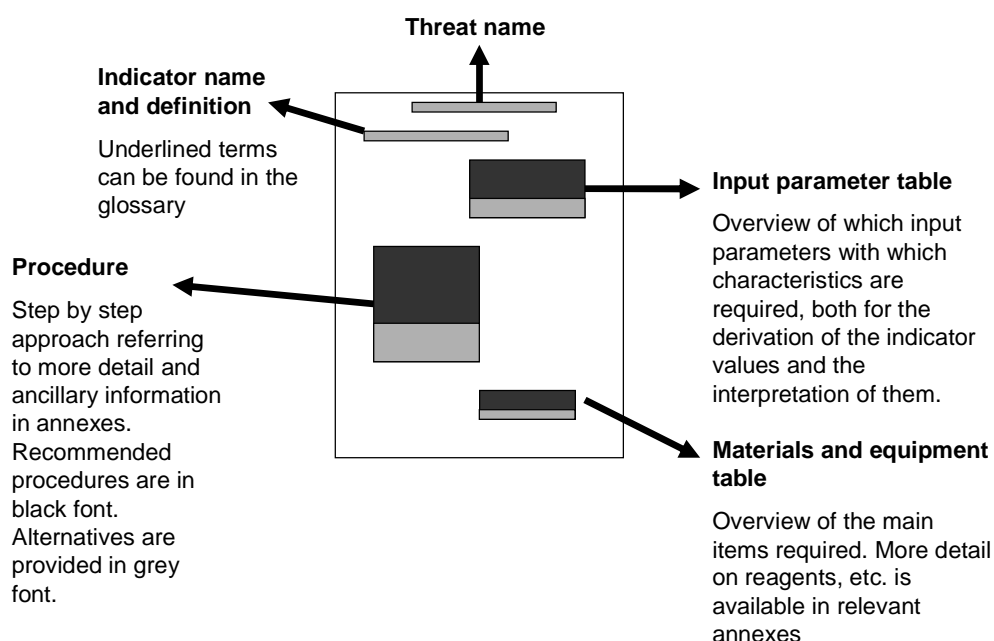 Threat name
Indicator name
and definition
Underlined terms
can be found in the
glossary
Input parameter table
Overview of which input
parameters with which
characteristics are
required, both for the
derivation of the indicator
values and the
interpretation of them.
Procedure
Step by step
approach referring
to more detail and
ancillary information
in annexes.
Recommended
procedures are in
black font.
Alternatives are
provided in grey
font.
Materials and equipment
table
Overview of the main
items required. More detail
on reagents, etc. is
available in relevant
annexes